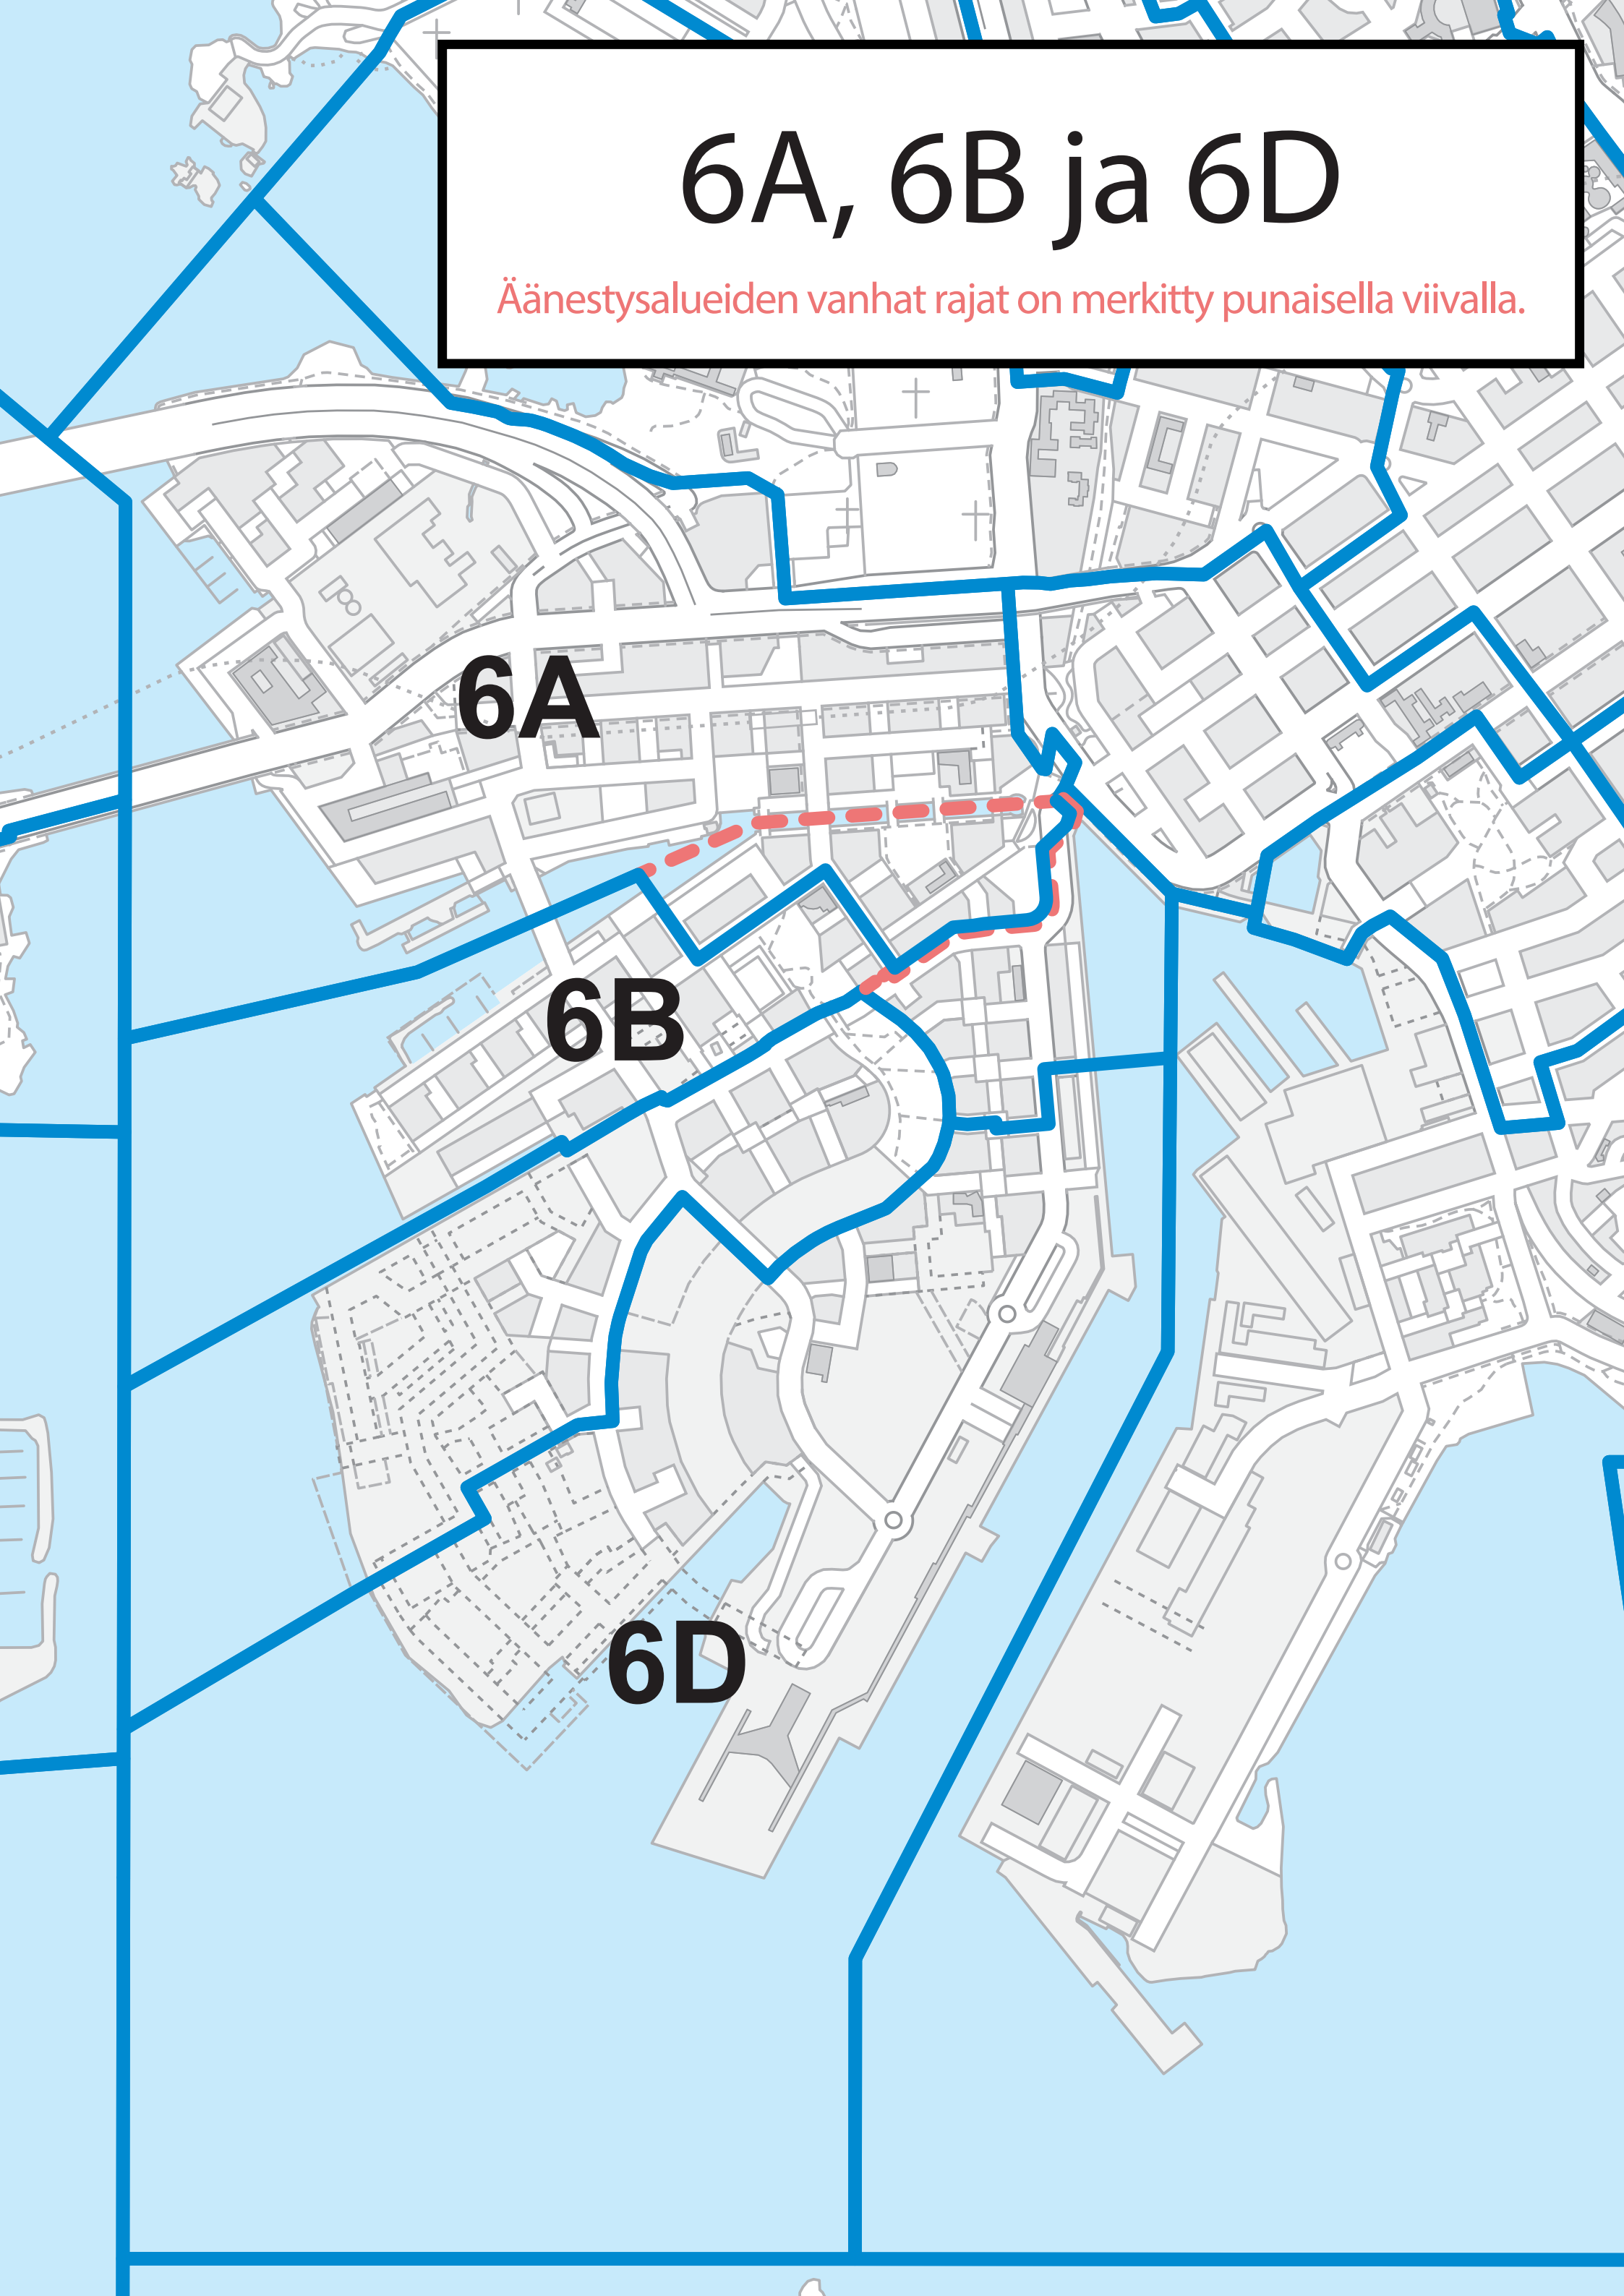 6A, 6B ja 6D
Äänestysalueiden vanhat rajat on merkitty punaisella viivalla.
6A
6B
6D